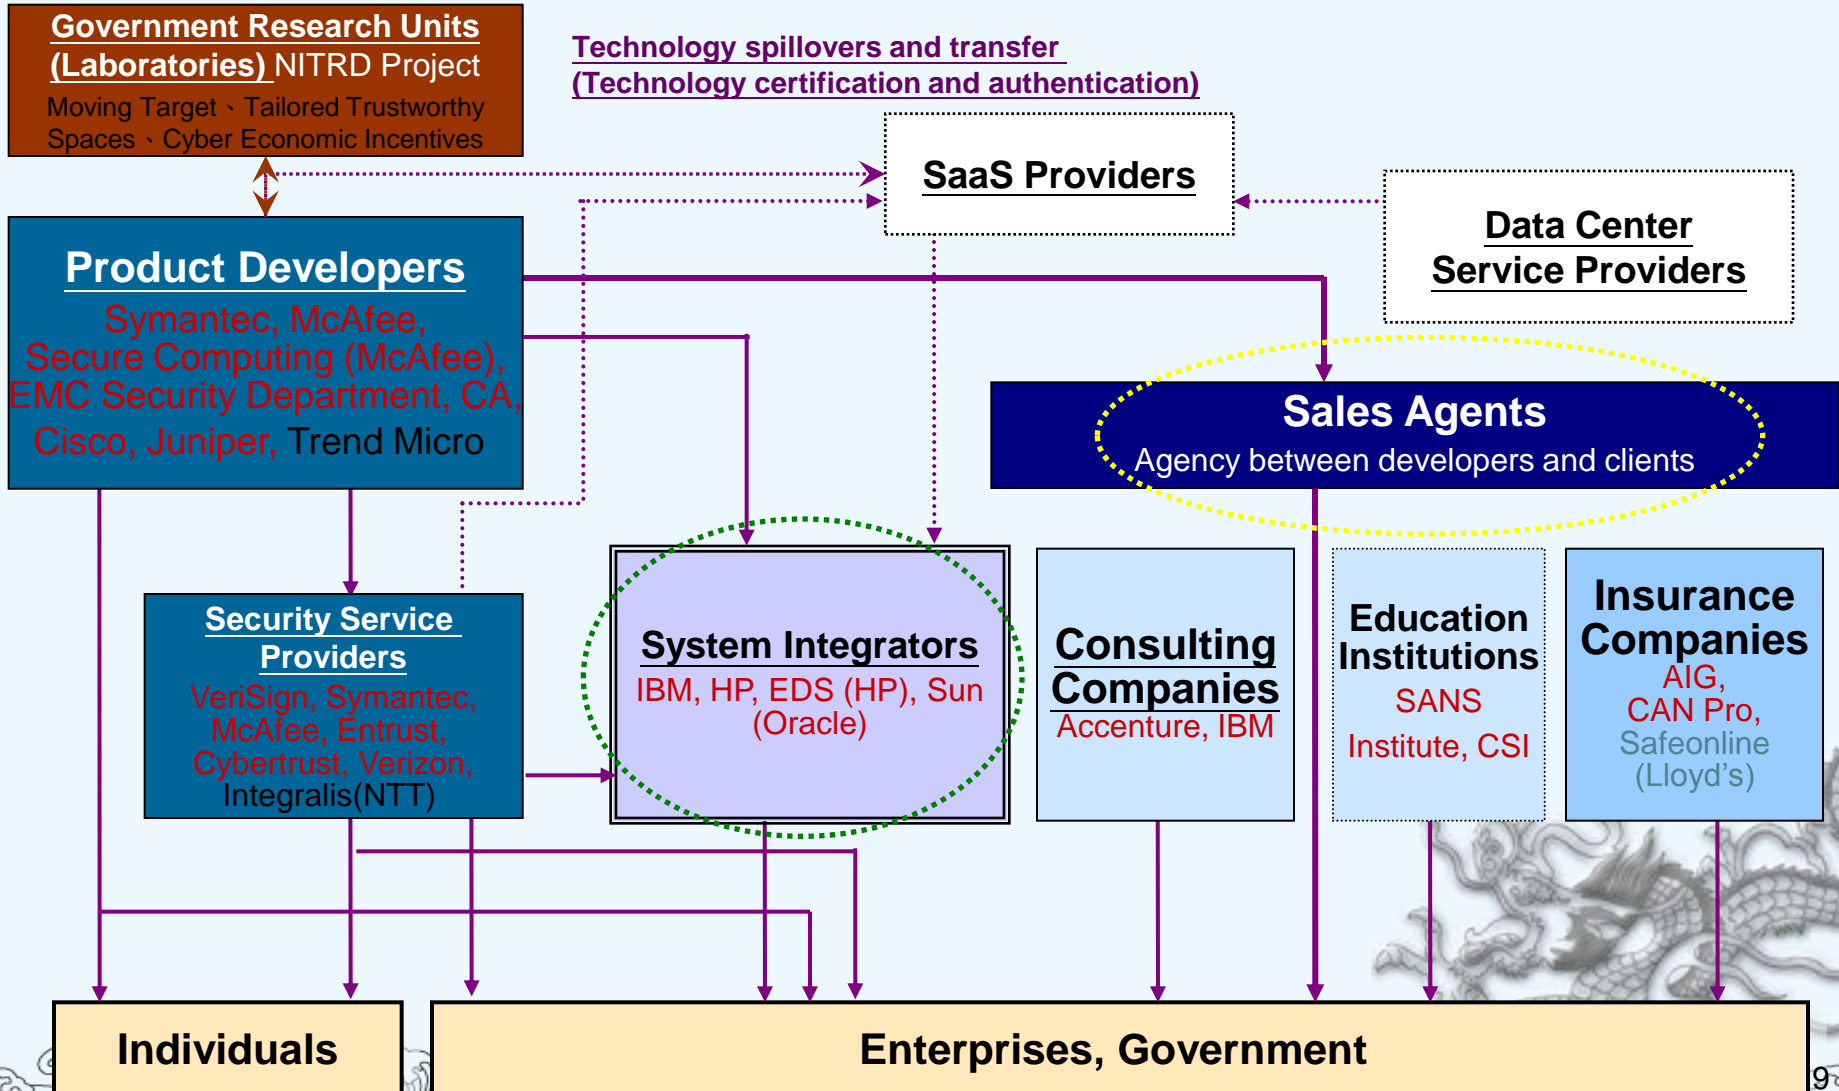 Government Research Units
(Laboratories) NITRD Project
Moving Target、Tailored Trustworthy
Spaces、Cyber Economic Incentives
Technology spillovers and transfer
(Technology certification and authentication)
SaaS Providers
Data Center
Service Providers
Product Developers
Symantec, McAfee,
Secure Computing (McAfee),
EMC Security Department, CA,
Cisco, Juniper, Trend Micro
Sales Agents
Agency between developers and clients
Security Service
Providers
VeriSign, Symantec,
McAfee, Entrust,
Cybertrust, Verizon,
Integralis(NTT)
System Integrators
IBM, HP, EDS (HP), Sun
(Oracle)
Consulting
Companies
Accenture, IBM
Education
Institutions
SANS
Institute, CSI
Insurance
Companies
AIG,
CAN Pro,
Safeonline
(Lloyd's)
Individuals
Enterprises, Government
9